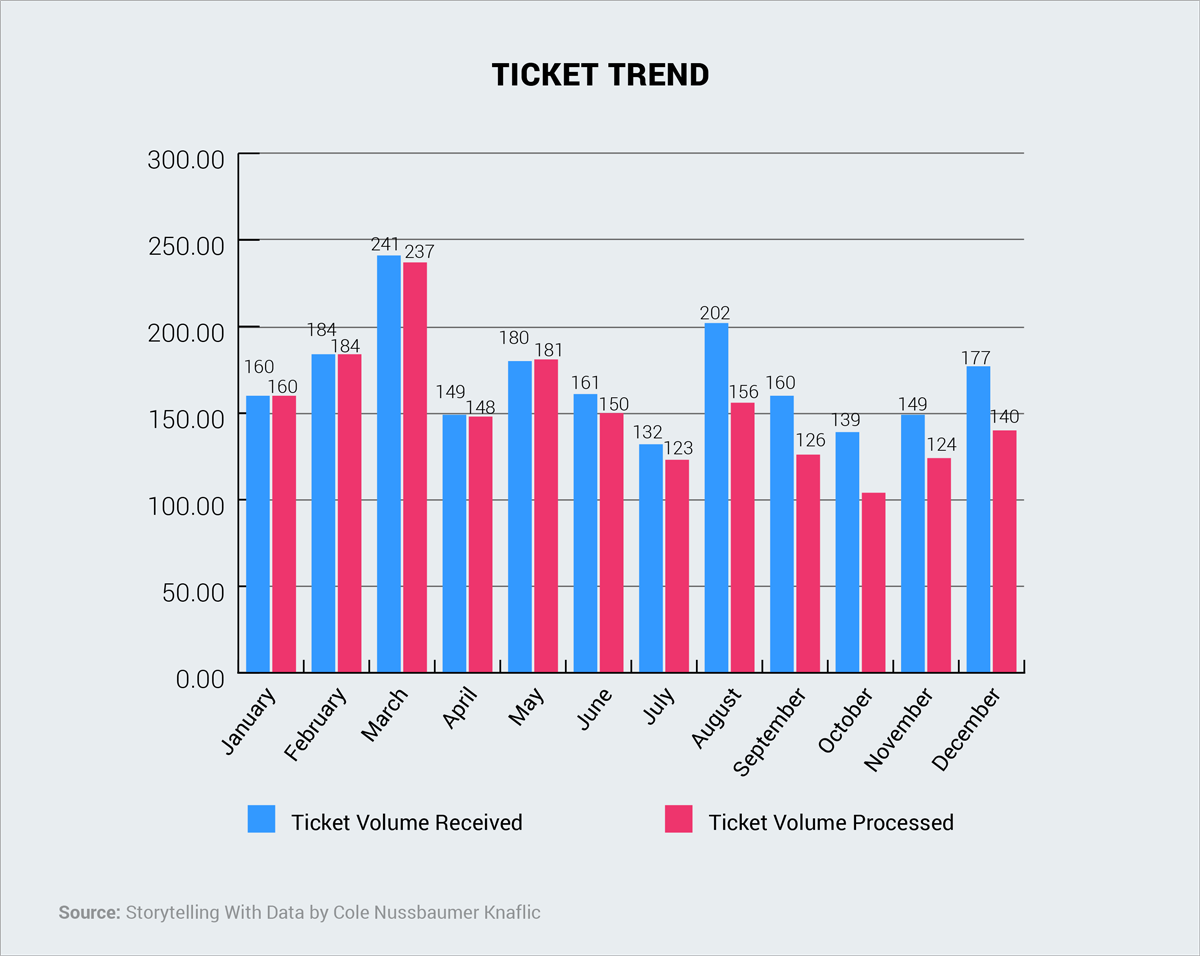 TICKET TREND
300.00
250.00
200.00
150.00
100.00
50.00
0.00
160
160
184
184
241
237
149
148
180
181
161
150
132
123
202
156
160
126
139
149
124
177
140
January
February
March
April
May
June
July
August
September
October
November
December
Ticket Volume Received
Ticket Volume Processed
Source: Storytelling With Data by Cole Nussbaumer Knaflic